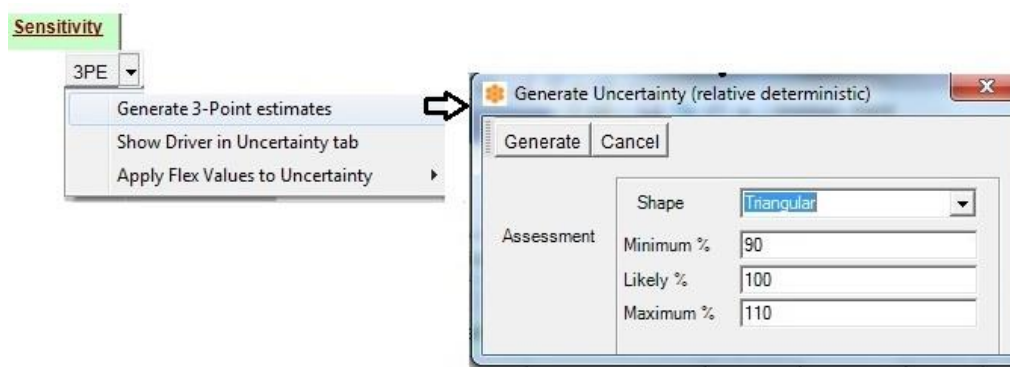 Sensitivity
3PE
Generate 3-Point estimates
Show Driver in Uncertainty tab
Apply Flex Values to Uncertainty
Generate Uncertainty (relative deterministic)
Generate Cancel
Assessment
Shape Triangular
Minimum % 90
Likely % 100
Maximum % 110